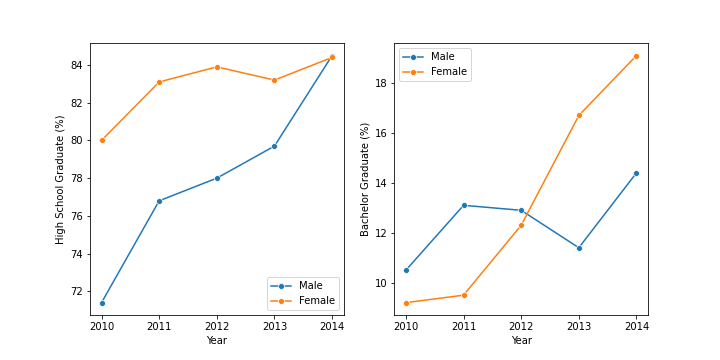 High School Graduate (%)
84
82
80
78
76
74
72
2010 2011 2012 2013 2014
Year
Male
Female
Bachelor Graduate (%)
18
16
14
12
10
2010 2011 2012 2013 2014
Year
Male
Female